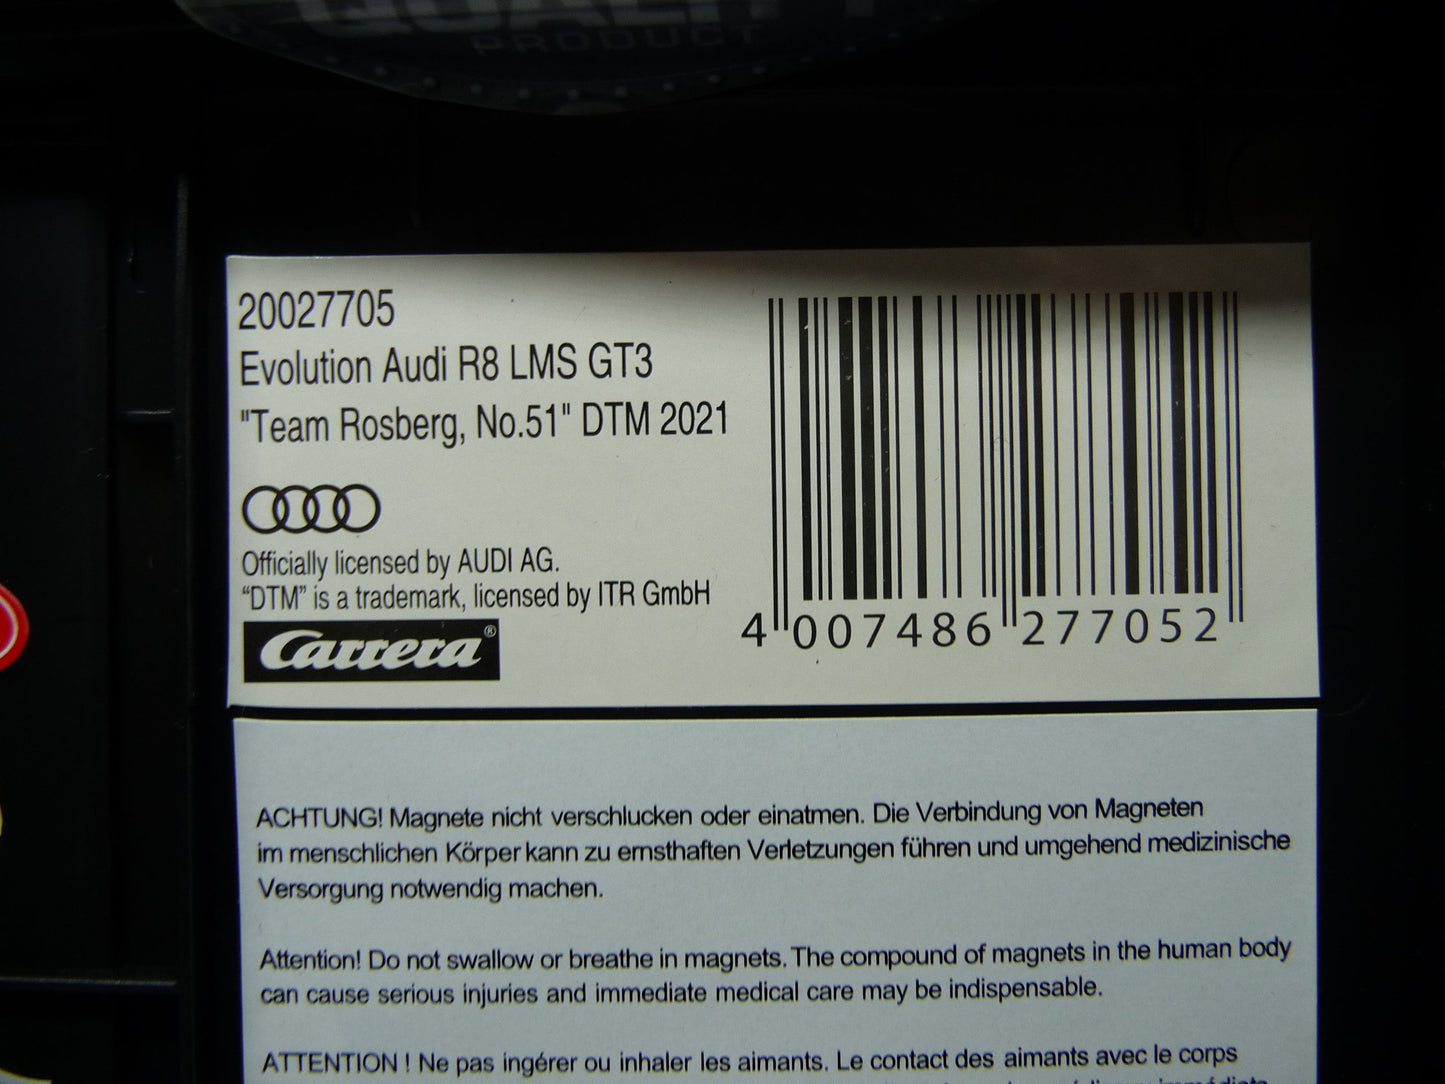 QUALITY
PRODUCT
20027705
Evolution Audi R8 LMS GT3
"Team Rosberg, No.51" DTM 2021
Officially licensed by AUDI AG.
“DTM” is a trademark, licensed by ITR GmbH
Carrera®
4 007486 277052
ACHTUNG! Magnete nicht verschlucken oder einatmen. Die Verbindung von Magneten
im menschlichen Körper kann zu ernsthaften Verletzungen führen und umgehend medizinische
Versorgung notwendig machen.
Attention! Do not swallow or breathe in magnets. The compound of magnets in the human body
can cause serious injuries and immediate medical care may be indispensable.
ATTENTION ! Ne pas ingérer ou inhaler les aimants. Le contact des aimants avec le corps